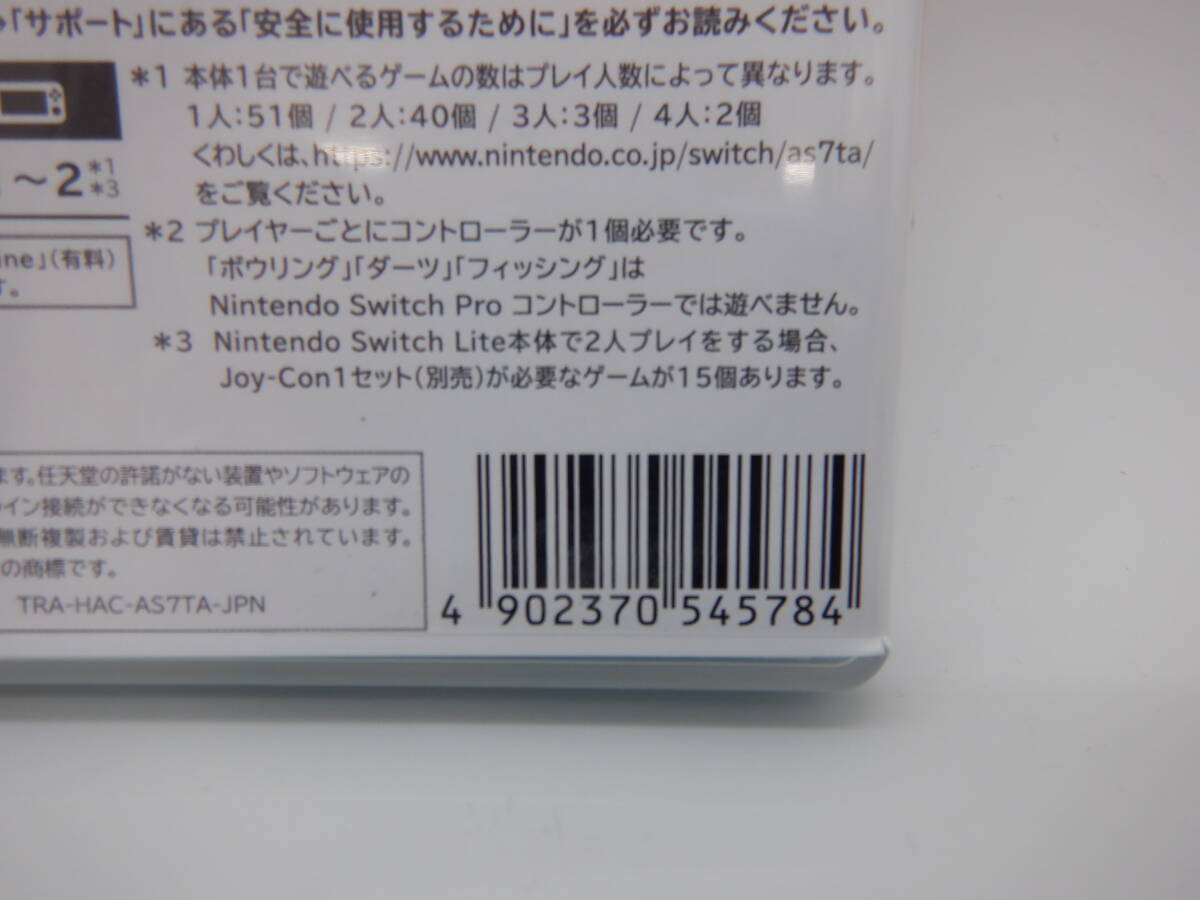 「サポート」にある「安全に使用するために」を必ずお読みください。
*1 本体1台で遊べるゲームの数はプレイ人数によって異なります。
1人:51個 / 2人:40個 / 3人:3個 / 4人:2個
くわしくは、https://www.nintendo.co.jp/switch/as7ta/
をご覧ください。
～2 *1
*3
*2 プレイヤーごとにコントローラーが1個必要です。
「ボウリング」「ダーツ」「フィッシング」は
Nintendo Switch Pro コントローラーでは遊べません。
*3 Nintendo Switch Lite本体で2人プレイをする場合、
Joy-Con1セット(別売)が必要なゲームが15個あります。
ine」(有料)
す。
ます。任天堂の許諾がない装置やソフトウェアの
ライン接続ができなくなる可能性があります。
無断複製および賃貸は禁止されています。
の商標です。
TRA-HAC-AS7TA-JPN
4 902370 545784